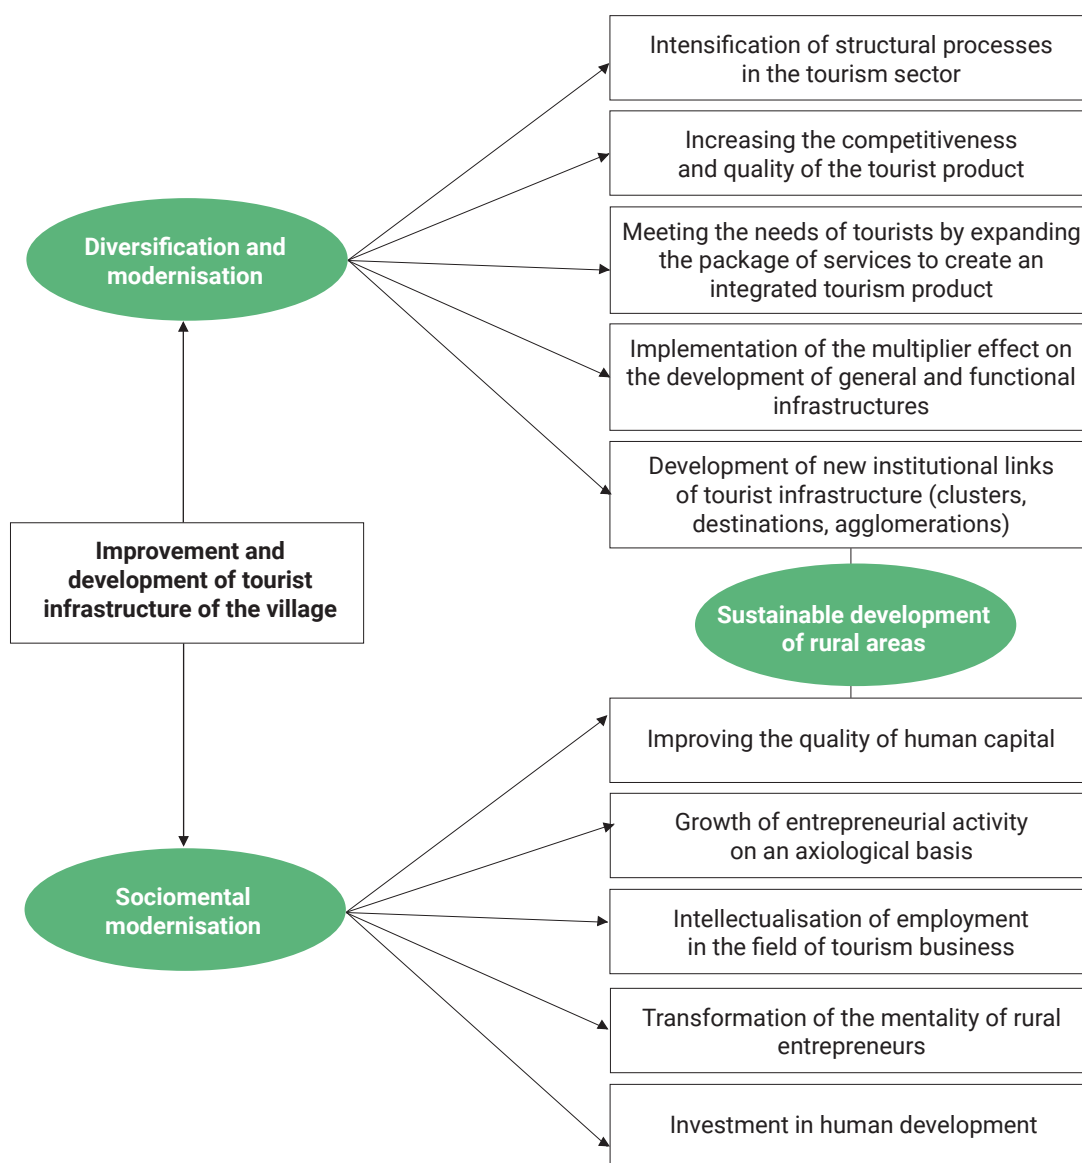 Intensification of structural processes
in the tourism sector
Increasing the competitiveness
and quality of the tourist product
Diversification and
modernisation
Meeting the needs of tourists by expanding
the package of services to create an
integrated tourism product
Implementation of the multiplier effect on
the development of general and functional
infrastructures
Development of new institutional links
of tourist infrastructure (clusters,
destinations, agglomerations)
Improvement and
development of tourist
infrastructure of the village
Sustainable development
of rural areas
Improving the quality of human capital
Growth of entrepreneurial activity
on an axiological basis
Sociomental
modernisation
Intellectualisation of employment
in the field of tourism business
Transformation of the mentality of rural
entrepreneurs
Investment in human development